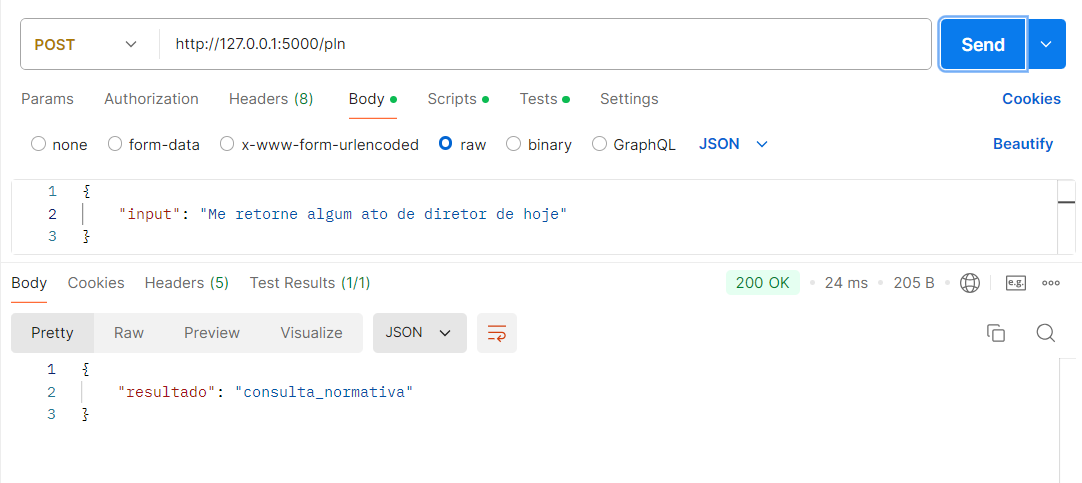 POST http://127.0.0.1:5000/pln Send
Params Authorization Headers (8) Body Scripts Tests Settings Cookies
none form-data x-www-form-urlencoded raw binary GraphQL JSON Beautify
1 {
2 "input": "Me retorne algum ato de diretor de hoje"
3 }
Body Cookies Headers (5) Test Results (1/1) 200 OK • 24 ms • 205 B • e.g.
Pretty Raw Preview Visualize JSON
1 {
2 "resultado": "consulta_normativa"
3 }